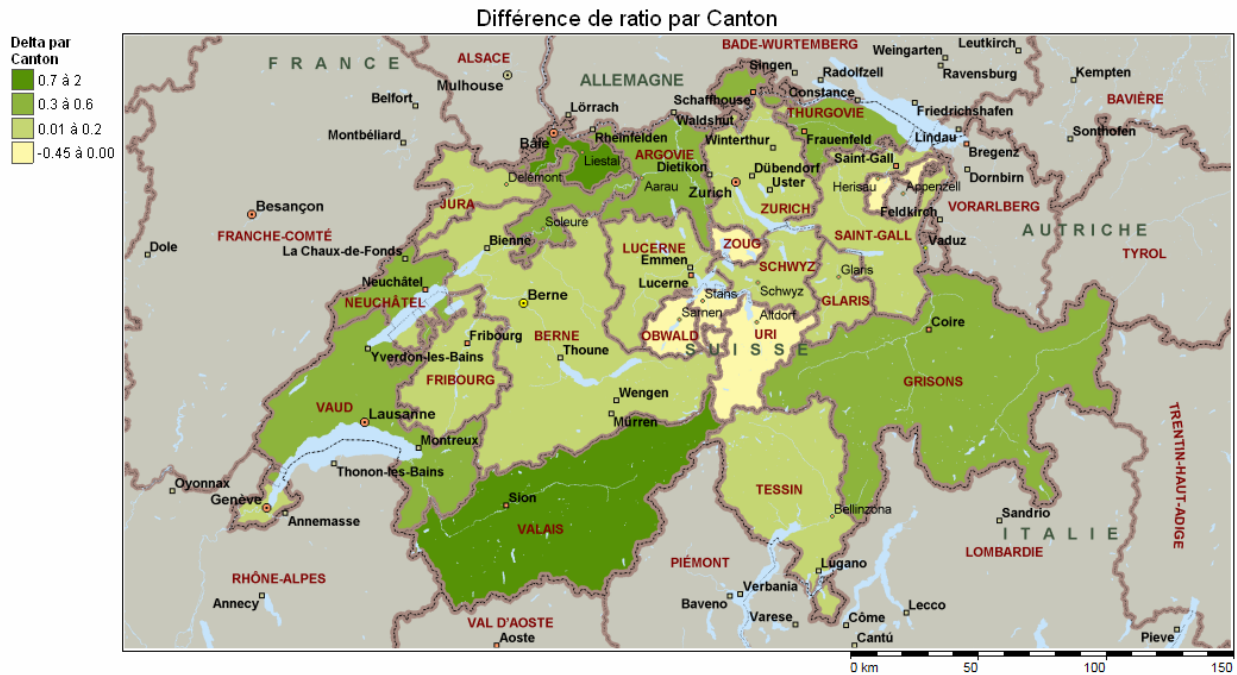 Différence de ratio par Canton
Delta par
Canton
0.7 à 2
0.3 à 0.6
0.01 à 0.2
-0.45 à 0.00
FRANCE
ALSACE
Mulhouse
ALLEMAGNE
BADE-WURTEMBERG
Singen
Weingarten
Leutkirch
Radolfzell
Ravensburg
Kempten
BAVIÈRE
Belfort
Lörrach
Schaffhouse
Constance
Friedrichshafen
Waldshut
THURGOVIE
Montbéliard
Bâle
Rheinfelden
Winterthur
Frauenfeld
Lindau
Sonthofen
Liestal
ARGOVIE
Dietikon
Dübendorf
Saint-Gall
Bregenz
Delémont
Aarau
Zurich
Uster
Herisau
Appenzell
Dornbirn
Besançon
JURA
ZURICH
Feldkirch
VORARLBERG
FRANCHE-COMTÉ
Soleure
AUTRICHE
Dole
La Chaux-de-Fonds
Bienne
LUCERNE
ZOUG
SAINT-GALL
Vaduz
TYROL
Emmen
SCHWYZ
Neuchâtel
Lucerne
Schwyz
Glaris
NEUCHÂTEL
Berne
Stans
GLARIS
Sarnen
Altdorf
Coire
Fribourg
BERNE
OBWALD
URI
SUISSE
Yverdon-les-Bains
Thoune
FRIBOURG
GRISONS
VAUD
Wengen
Lausanne
Mürren
Montreux
TRENTIN-HAUT-ADIGE
Thonon-les-Bains
Oyonnax
Sion
TESSIN
Genève
Annemasse
VALAIS
Bellinzona
Sandrio
ITALIE
LOMBARDIE
RHÔNE-ALPES
PIÉMONT
Lugano
Annecy
Verbania
Baveno
Lecco
VAL D'AOSTE
Varese
Côme
Aoste
Cantú
Pieve
0 km
50
100
150